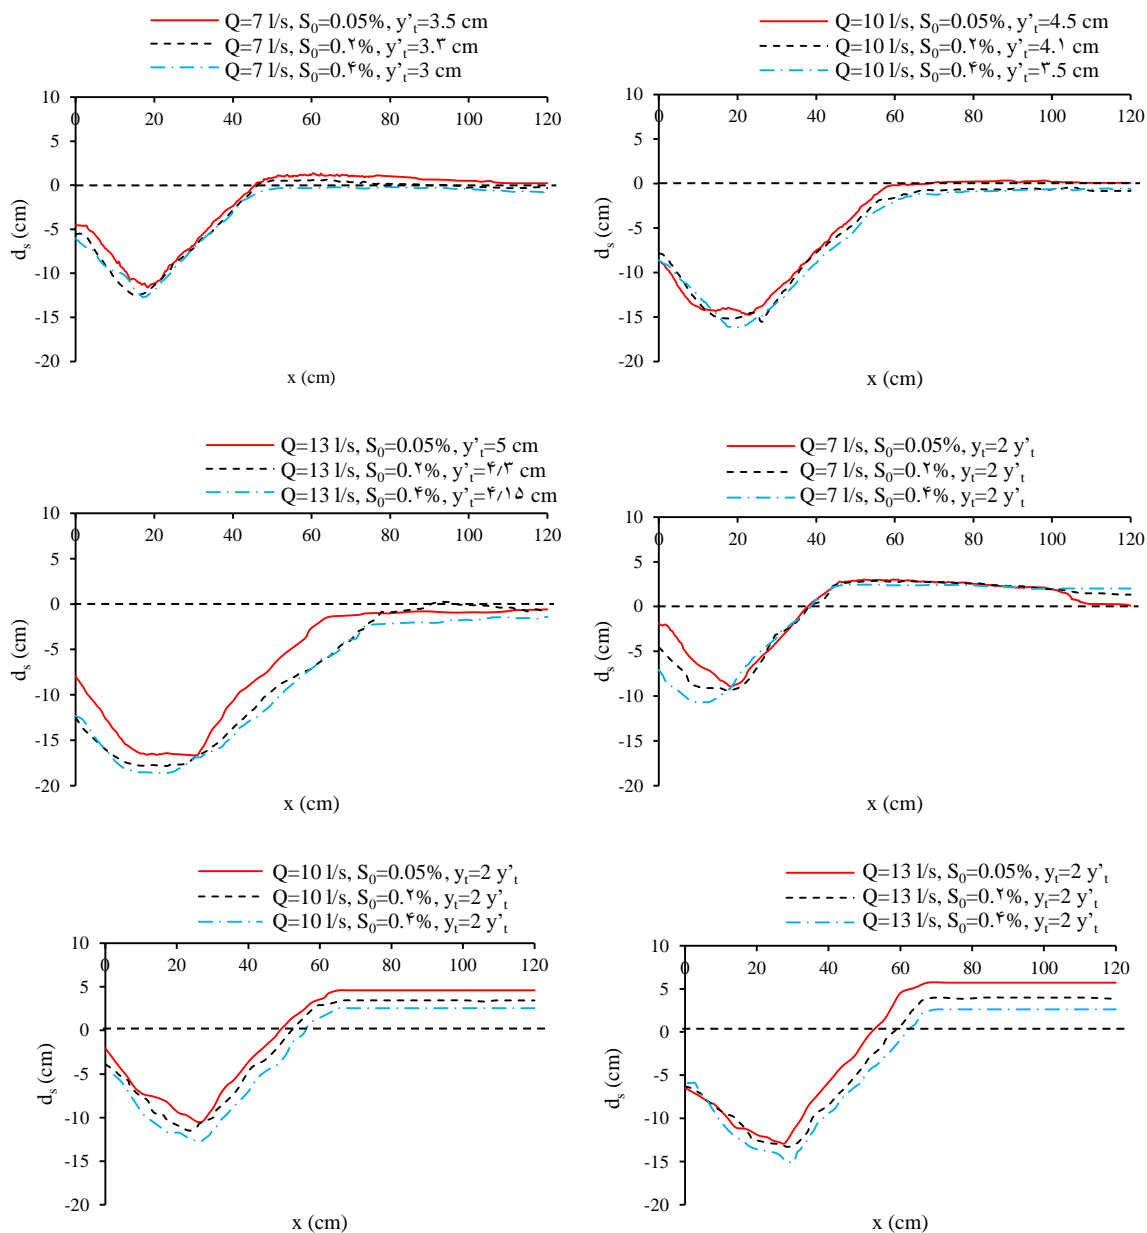 Q=7 l/s, S₀=0.05%, y'ₜ=3.5 cm
Q=7 l/s, S₀=0.۲%, y'ₜ=3.۳ cm
Q=7 l/s, S₀=0.۴%, y'ₜ=3 cm
10
5
0
-5
-10
-15
-20
0 20 40 60 80 100 120
dₛ (cm)
x (cm)
Q=10 l/s, S₀=0.05%, y'ₜ=4.5 cm
Q=10 l/s, S₀=0.۲%, y'ₜ=4.۱ cm
Q=10 l/s, S₀=0.۴%, y'ₜ=۳.5 cm
10
5
0
-5
-10
-15
-20
0 20 40 60 80 100 120
dₛ (cm)
x (cm)
Q=13 l/s, S₀=0.05%, y'ₜ=5 cm
Q=13 l/s, S₀=0.۲%, y'ₜ=۴٫۳ cm
Q=13 l/s, S₀=0.۴%, y'ₜ=۴٫۱۵ cm
10
5
0
-5
-10
-15
-20
0 20 40 60 80 100 120
dₛ (cm)
x (cm)
Q=7 l/s, S₀=0.05%, yₜ=2 y'ₜ
Q=7 l/s, S₀=0.۲%, yₜ=2 y'ₜ
Q=7 l/s, S₀=0.۴%, yₜ=2 y'ₜ
10
5
0
-5
-10
-15
-20
0 20 40 60 80 100 120
dₛ (cm)
x (cm)
Q=10 l/s, S₀=0.05%, yₜ=2 y'ₜ
Q=10 l/s, S₀=0.۲%, yₜ=2 y'ₜ
Q=10 l/s, S₀=0.۴%, yₜ=2 y'ₜ
10
5
0
-5
-10
-15
-20
0 20 40 60 80 100 120
dₛ (cm)
x (cm)
Q=13 l/s, S₀=0.05%, yₜ=2 y'ₜ
Q=13 l/s, S₀=0.۲%, yₜ=2 y'ₜ
Q=13 l/s, S₀=0.۴%, yₜ=2 y'ₜ
10
5
0
-5
-10
-15
-20
0 20 40 60 80 100 120
dₛ (cm)
x (cm)